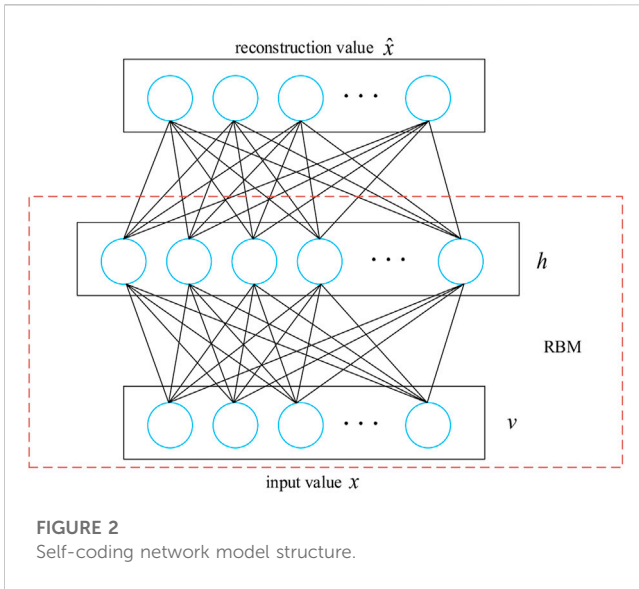 reconstruction value x̂
. . .
. . .
h
RBM
. . .
v
input value x
FIGURE 2
Self-coding network model structure.